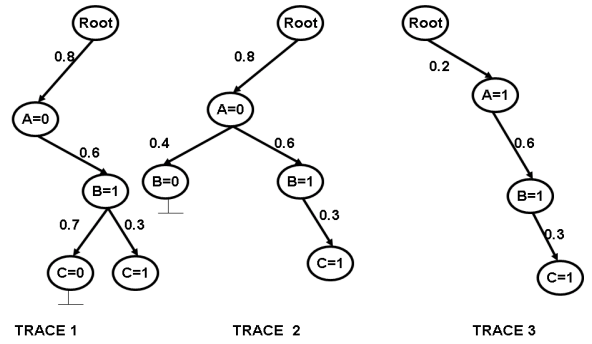 Root
Root
Root
0.8
0.8
0.2
A=0
A=0
A=1
0.6
0.4
0.6
0.6
B=1
B=0
B=1
B=1
0.7
0.3
0.3
0.3
C=0
C=1
C=1
C=1
TRACE 1
TRACE 2
TRACE 3